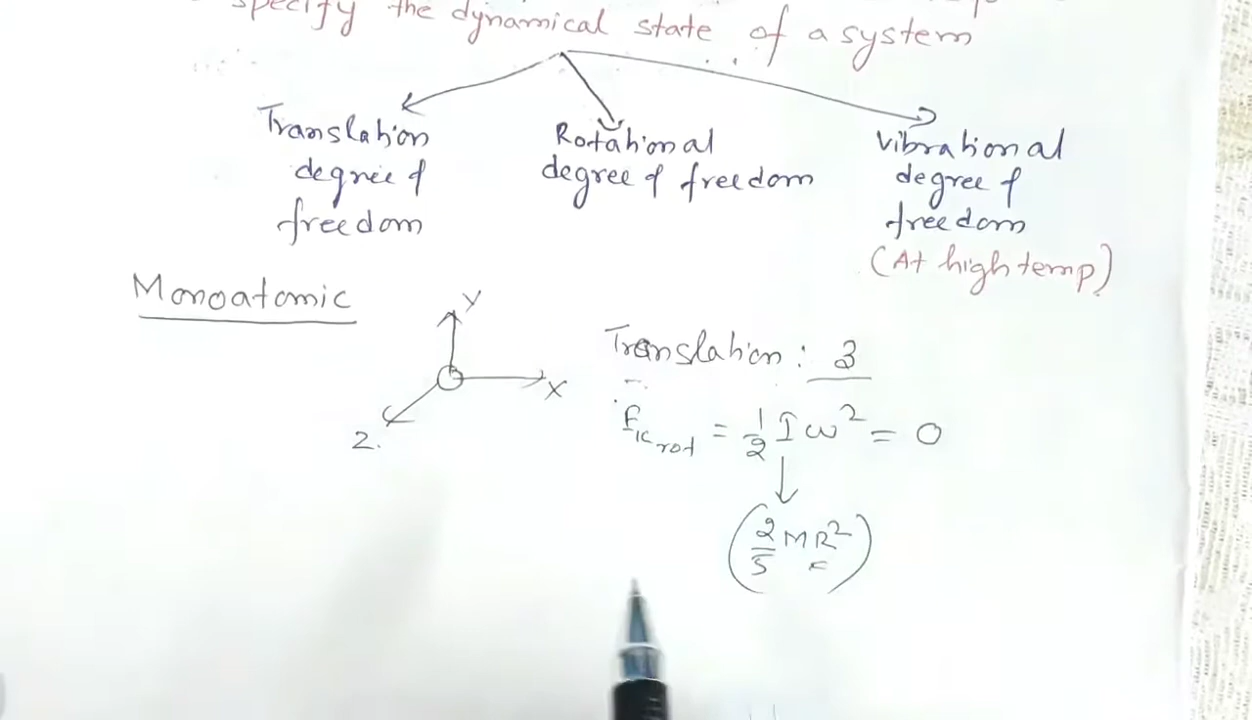 specify the dynamical state of a system
Translation degree of freedom
Rotational degree of freedom
Vibrational degree of freedom
(At high temp)
Monoatomic
Y
X
Z.
Translation: 3
E_K rot = 1/2 I ω² = 0
(2/5 MR²)